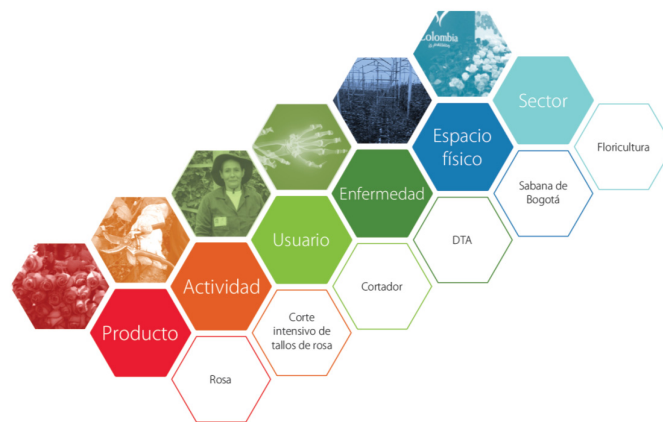 Colombia
Sector
Floricultura
Espacio
físico
Sabana de
Bogotá
Enfermedad
DTA
Usuario
Cortador
Actividad
Corte
intensivo de
tallos de rosa
Producto
Rosa